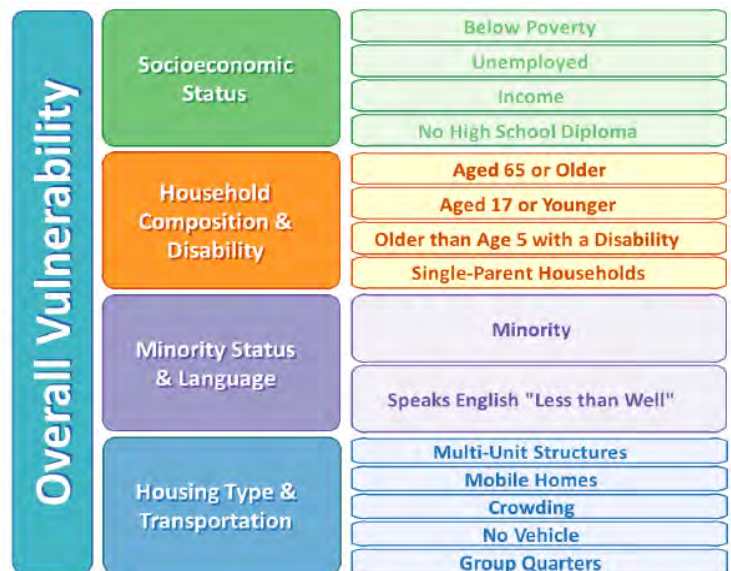 Overall Vulnerability
Socioeconomic
Status
Below Poverty
Unemployed
Income
No High School Diploma
Household
Composition &
Disability
Aged 65 or Older
Aged 17 or Younger
Older than Age 5 with a Disability
Single-Parent Households
Minority Status
& Language
Minority
Speaks English "Less than Well"
Housing Type &
Transportation
Multi-Unit Structures
Mobile Homes
Crowding
No Vehicle
Group Quarters